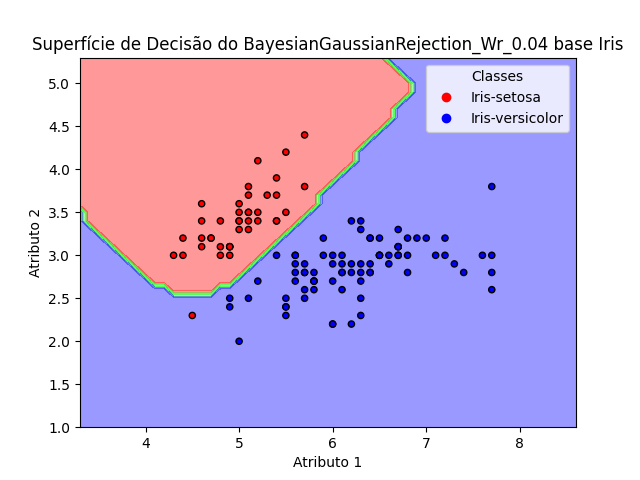 Superfície de Decisão do BayesianGaussianRejection_Wr_0.04 base Iris
Classes
Iris-setosa
Iris-versicolor
5.0
4.5
4.0
3.5
3.0
2.5
2.0
1.5
1.0
Atributo 2
4 5 6 7 8
Atributo 1